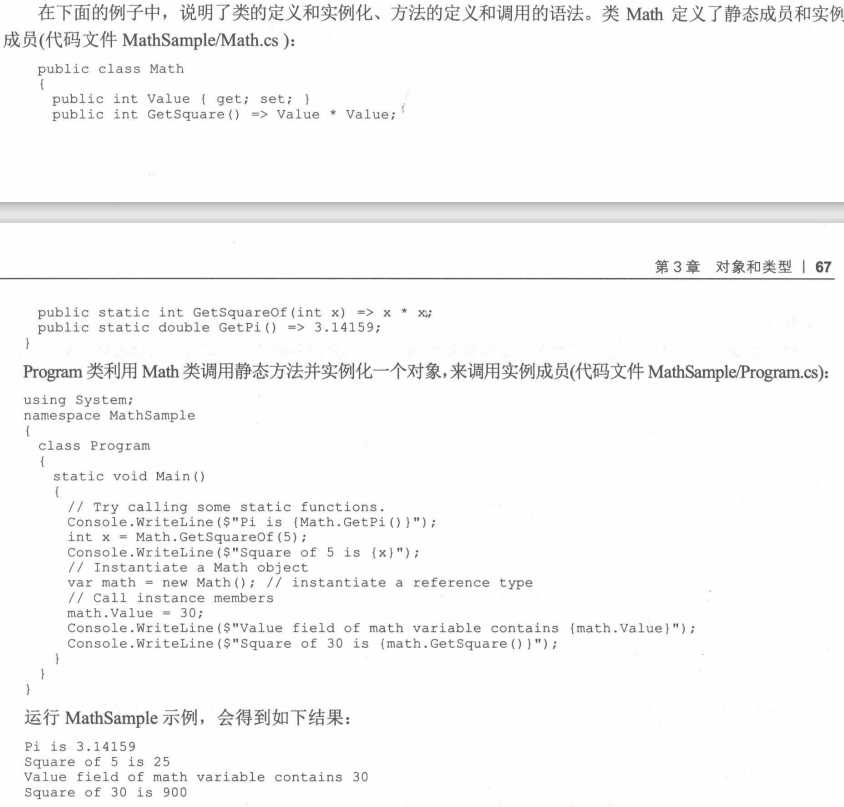 在下面的例子中，说明了类的定义和实例化、方法的定义和调用的语法。类 Math 定义了静态成员和实例
成员(代码文件 MathSample/Math.cs )：
public class Math
{
public int Value { get; set; }
public int GetSquare() => Value * Value;
第 3 章 对象和类型 | 67
public static int GetSquareOf(int x) => x * x;
public static double GetPi() => 3.14159;
}
Program 类利用 Math 类调用静态方法并实例化一个对象，来调用实例成员(代码文件 MathSample/Program.cs)：
using System;
namespace MathSample
{
class Program
{
static void Main()
{
// Try calling some static functions.
Console.WriteLine($"Pi is {Math.GetPi()}");
int x = Math.GetSquareOf(5);
Console.WriteLine($"Square of 5 is {x}");
// Instantiate a Math object
var math = new Math(); // instantiate a reference type
// Call instance members
math.Value = 30;
Console.WriteLine($"Value field of math variable contains {math.Value}");
Console.WriteLine($"Square of 30 is {math.GetSquare()}");
}
}
}
运行 MathSample 示例，会得到如下结果：
Pi is 3.14159
Square of 5 is 25
Value field of math variable contains 30
Square of 30 is 900